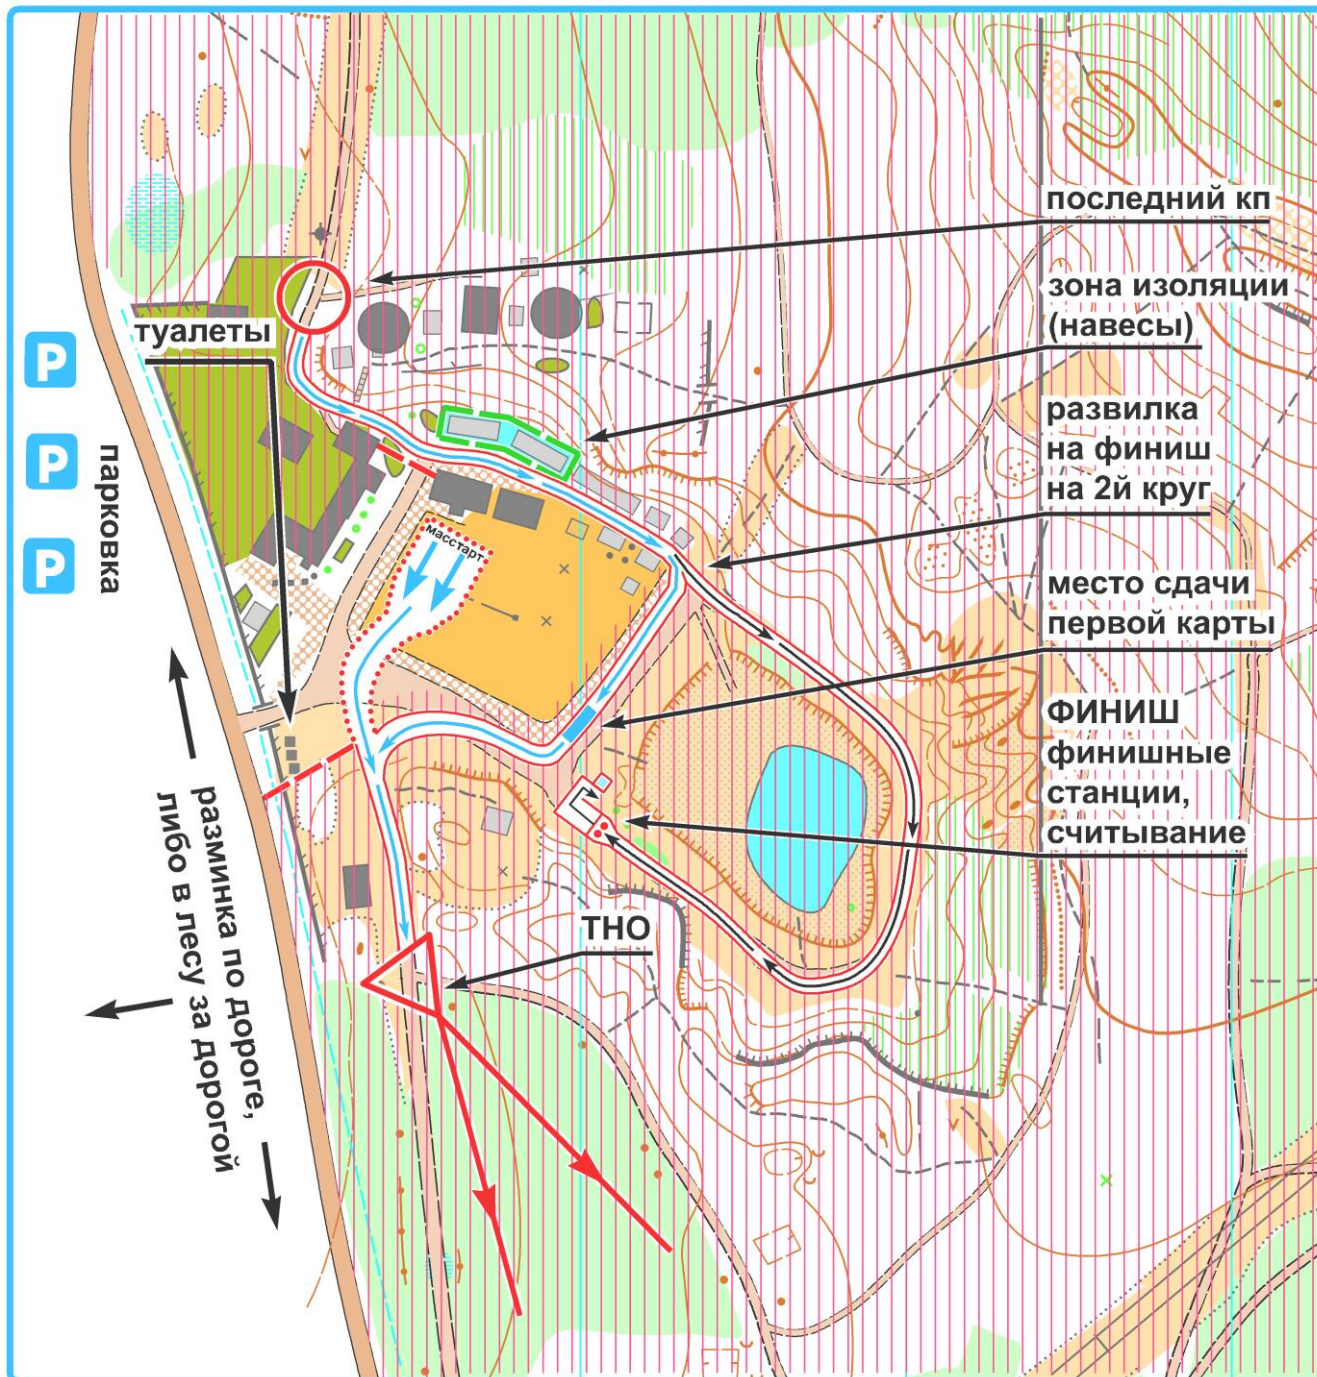 последний кп
зона изоляции
(навесы)
туалеты
развилка
на финиш
на 2й круг
P
P
P
парковка
масстарт
место сдачи
первой карты
ФИНИШ
финишные
станции,
считывание
разминка по дороге,
либо в лесу за дорогой
ТНО